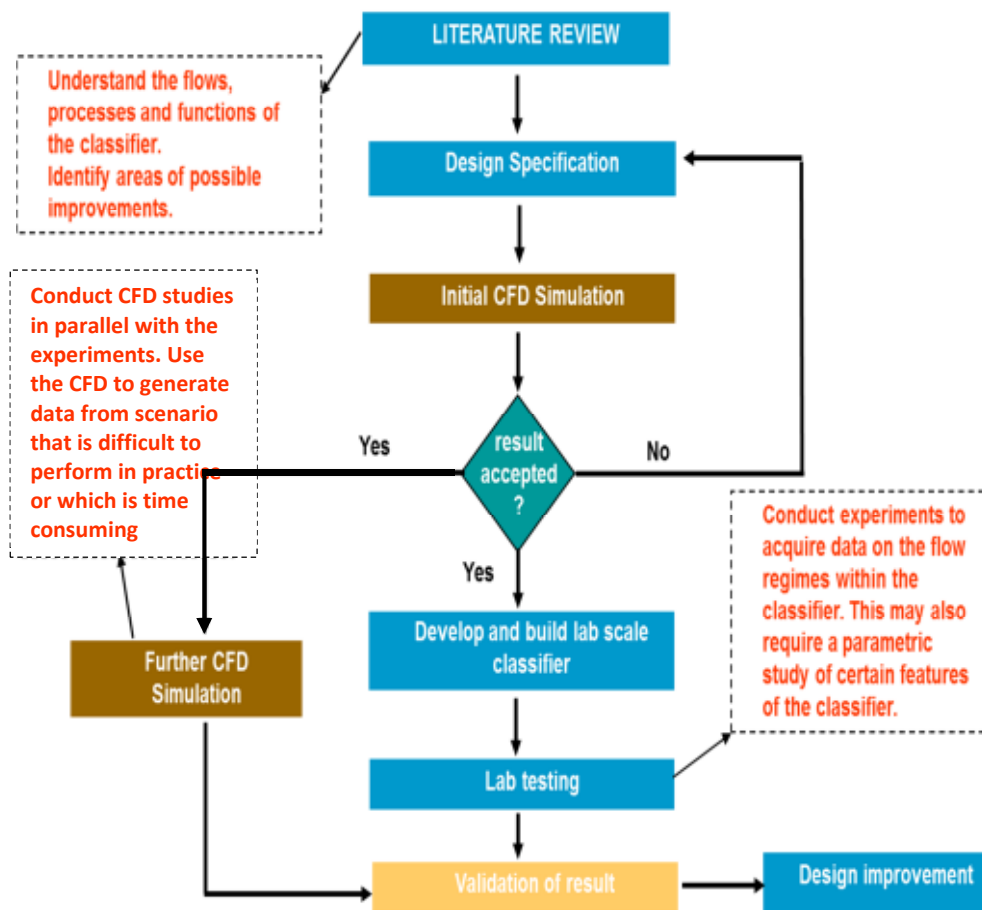 LITERATURE REVIEW
Understand the flows,
processes and functions of
the classifier.
Identify areas of possible
improvements.
Design Specification
Initial CFD Simulation
Conduct CFD studies
in parallel with the
experiments. Use
the CFD to generate
data from scenario
that is difficult to
perform in practice
or which is time
consuming
result
accepted
?
Yes
No
Yes
Conduct experiments to
acquire data on the flow
regimes within the
classifier. This may also
require a parametric
study of certain features
of the classifier.
Develop and build lab scale
classifier
Further CFD
Simulation
Lab testing
Validation of result
Design improvement